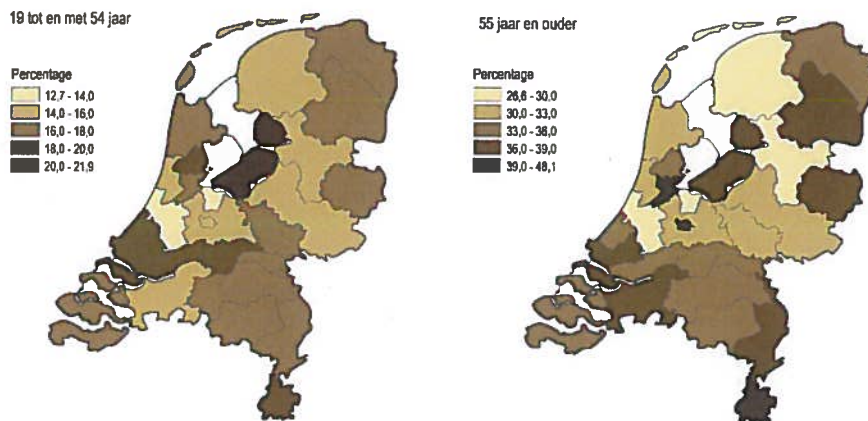 19 tot en met 54 jaar
Percentage
12,7 - 14,0
14,0 - 16,0
16,0 - 18,0
18,0 - 20,0
20,0 - 21,9
55 jaar en ouder
Percentage
26,6 - 30,0
30,0 - 33,0
33,0 - 36,0
36,0 - 39,0
39,0 - 48,1